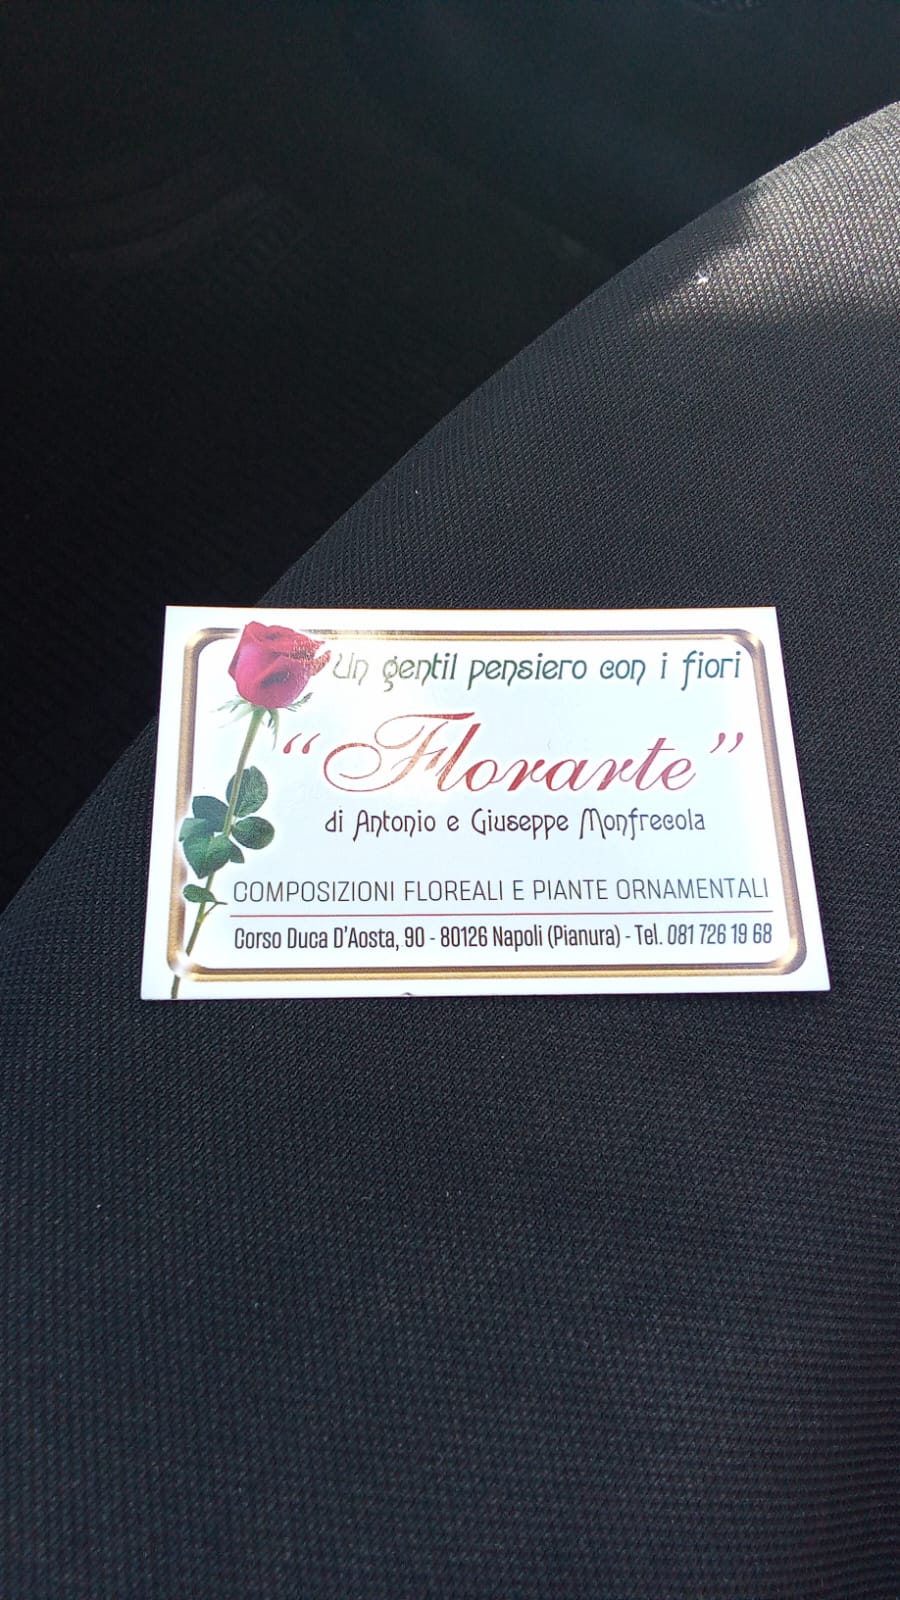 Un gentil pensiero con i fiori
"Florarte"
di Antonio e Giuseppe Monfrecola
COMPOSIZIONI FLOREALI E PIANTE ORNAMENTALI
Corso Duca D'Aosta, 90 - 80126 Napoli (Pianura) - Tel. 081 726 19 68